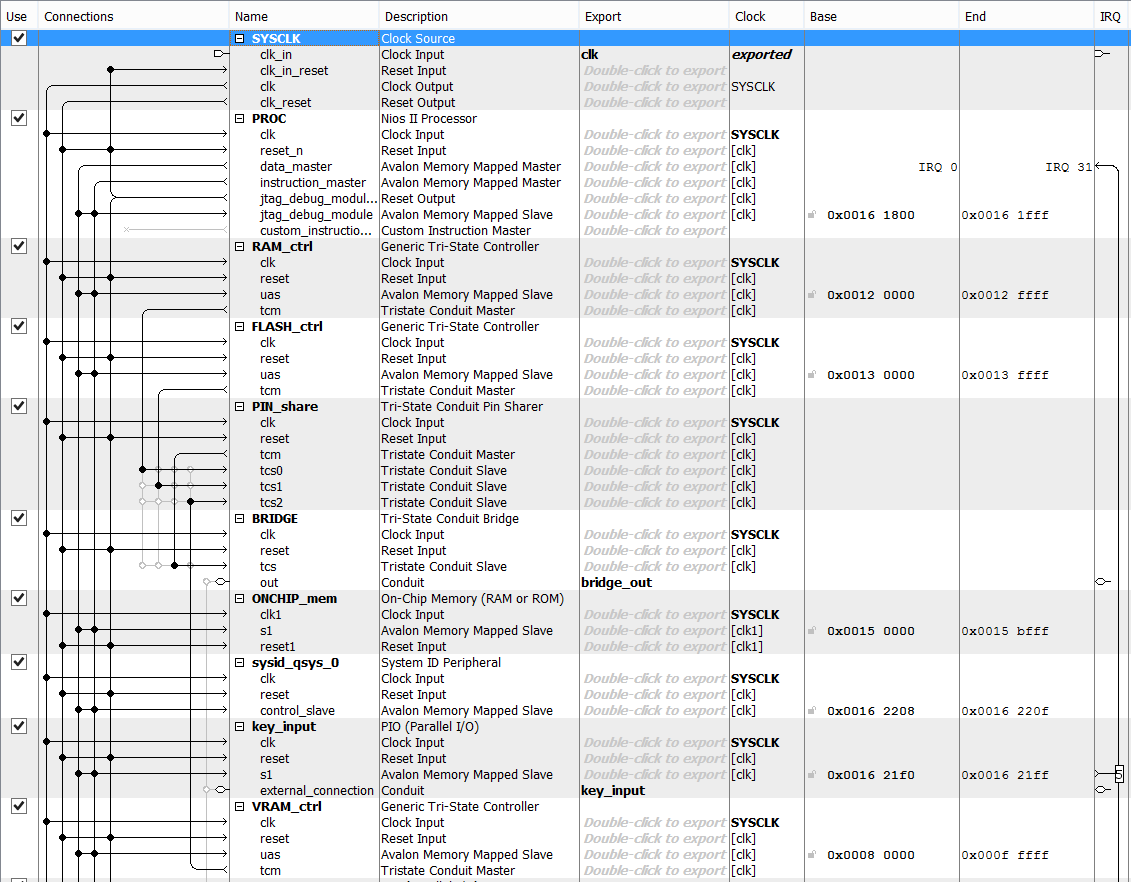 Use Connections Name Description Export Clock Base End IRQ
SYSCLK Clock Source
clk_in Clock Input clk exported
clk_in_reset Reset Input Double-click to export
clk Clock Output Double-click to export SYSCLK
clk_reset Reset Output Double-click to export
PROC Nios II Processor
clk Clock Input Double-click to export SYSCLK
reset_n Reset Input Double-click to export [clk]
data_master Avalon Memory Mapped Master Double-click to export [clk] IRQ 0 IRQ 31
instruction_master Avalon Memory Mapped Master Double-click to export [clk]
jtag_debug_modul... Reset Output Double-click to export [clk]
jtag_debug_module Avalon Memory Mapped Slave Double-click to export [clk] 0x0016 1800 0x0016 1fff
custom_instructio... Custom Instruction Master Double-click to export
RAM_ctrl Generic Tri-State Controller
clk Clock Input Double-click to export SYSCLK
reset Reset Input Double-click to export [clk]
uas Avalon Memory Mapped Slave Double-click to export [clk] 0x0012 0000 0x0012 ffff
tcm Tristate Conduit Master Double-click to export [clk]
FLASH_ctrl Generic Tri-State Controller
clk Clock Input Double-click to export SYSCLK
reset Reset Input Double-click to export [clk]
uas Avalon Memory Mapped Slave Double-click to export [clk] 0x0013 0000 0x0013 ffff
tcm Tristate Conduit Master Double-click to export [clk]
PIN_share Tri-State Conduit Pin Sharer
clk Clock Input Double-click to export SYSCLK
reset Reset Input Double-click to export [clk]
tcm Tristate Conduit Master Double-click to export [clk]
tcs0 Tristate Conduit Slave Double-click to export [clk]
tcs1 Tristate Conduit Slave Double-click to export [clk]
tcs2 Tristate Conduit Slave Double-click to export [clk]
BRIDGE Tri-State Conduit Bridge
clk Clock Input Double-click to export SYSCLK
reset Reset Input Double-click to export [clk]
tcs Tristate Conduit Slave Double-click to export [clk]
out Conduit bridge_out
ONCHIP_mem On-Chip Memory (RAM or ROM)
clk1 Clock Input Double-click to export SYSCLK
s1 Avalon Memory Mapped Slave Double-click to export [clk1] 0x0015 0000 0x0015 bfff
reset1 Reset Input Double-click to export [clk1]
sysid_qsys_0 System ID Peripheral
clk Clock Input Double-click to export SYSCLK
reset Reset Input Double-click to export [clk]
control_slave Avalon Memory Mapped Slave Double-click to export [clk] 0x0016 2208 0x0016 220f
key_input PIO (Parallel I/O)
clk Clock Input Double-click to export SYSCLK
reset Reset Input Double-click to export [clk]
s1 Avalon Memory Mapped Slave Double-click to export [clk] 0x0016 21f0 0x0016 21ff 5
external_connection Conduit key_input
VRAM_ctrl Generic Tri-State Controller
clk Clock Input Double-click to export SYSCLK
reset Reset Input Double-click to export [clk]
uas Avalon Memory Mapped Slave Double-click to export [clk] 0x0008 0000 0x000f ffff
tcm Tristate Conduit Master Double-click to export [clk]